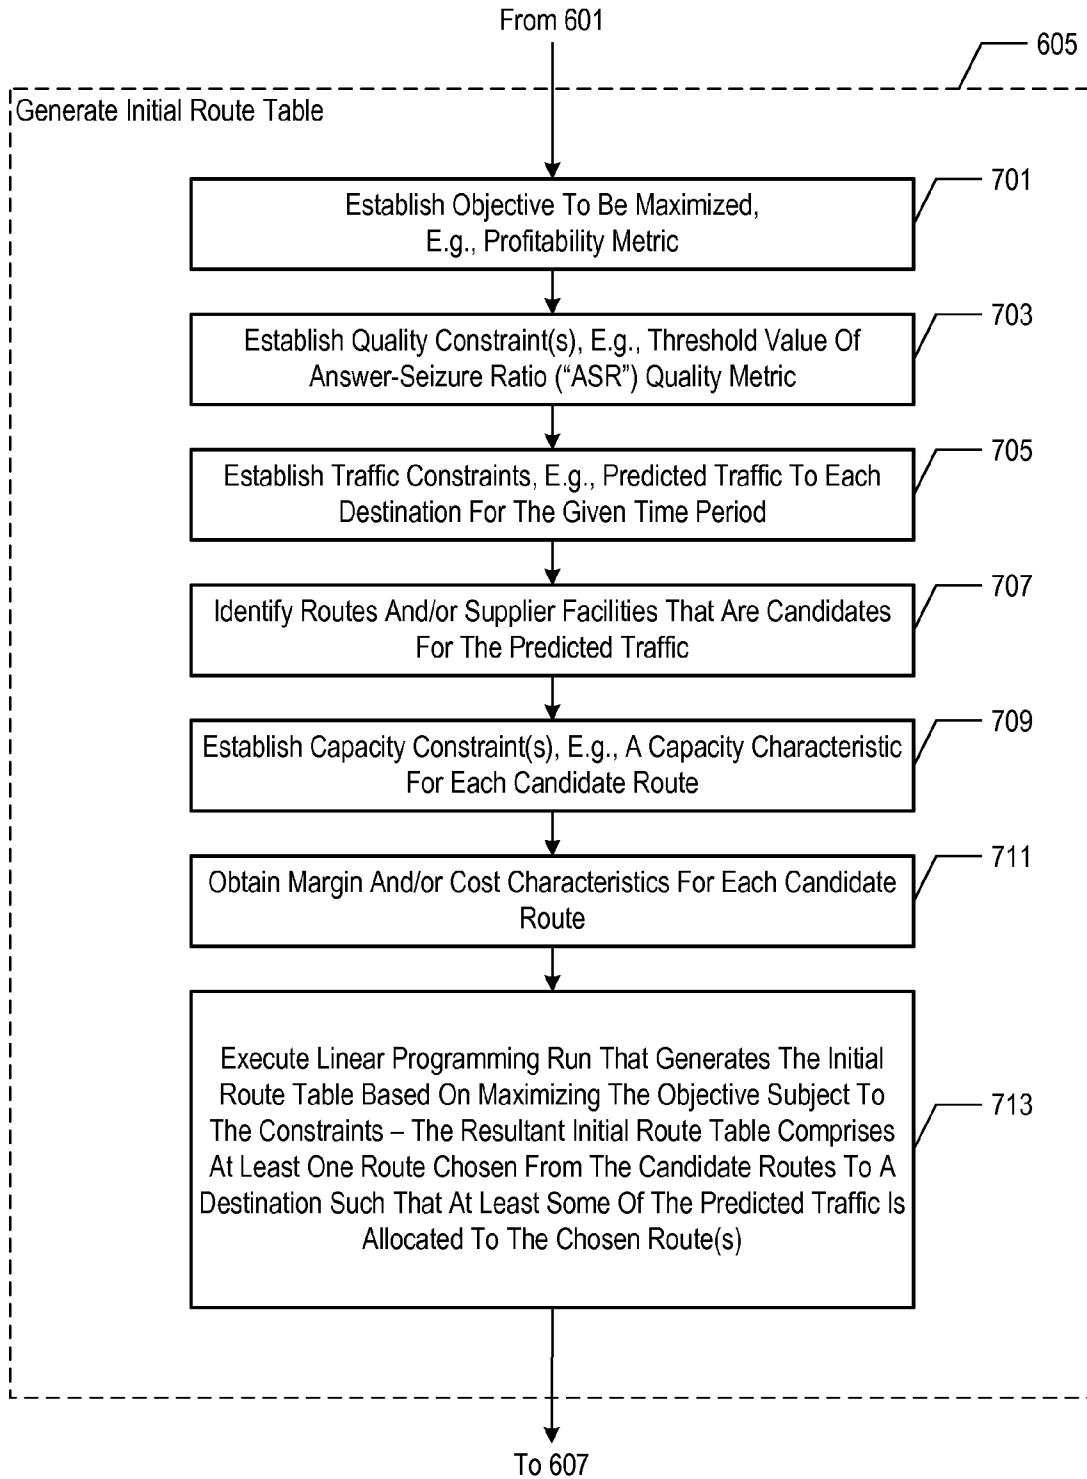 From 601
605
Generate Initial Route Table
701
Establish Objective To Be Maximized,
E.g., Profitability Metric
703
Establish Quality Constraint(s), E.g., Threshold Value Of
Answer-Seizure Ratio (“ASR”) Quality Metric
705
Establish Traffic Constraints, E.g., Predicted Traffic To Each
Destination For The Given Time Period
707
Identify Routes And/or Supplier Facilities That Are Candidates
For The Predicted Traffic
709
Establish Capacity Constraint(s), E.g., A Capacity Characteristic
For Each Candidate Route
711
Obtain Margin And/or Cost Characteristics For Each Candidate
Route
713
Execute Linear Programming Run That Generates The Initial
Route Table Based On Maximizing The Objective Subject To
The Constraints – The Resultant Initial Route Table Comprises
At Least One Route Chosen From The Candidate Routes To A
Destination Such That At Least Some Of The Predicted Traffic Is
Allocated To The Chosen Route(s)
To 607